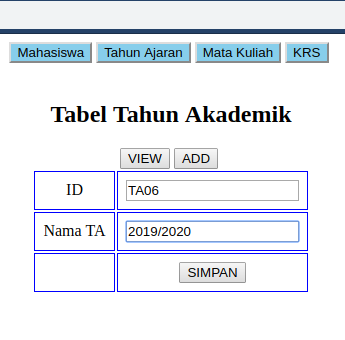 Mahasiswa Tahun Ajaran Mata Kuliah KRS
Tabel Tahun Akademik
VIEW ADD
ID TA06
Nama TA 2019/2020
SIMPAN